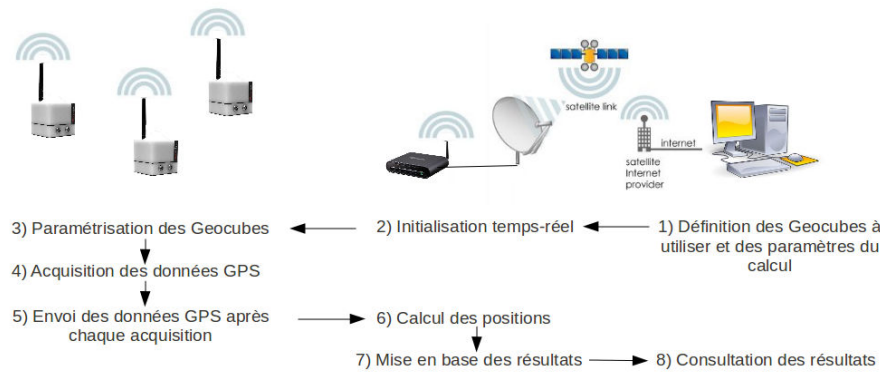 satellite link
internet
satellite
Internet
provider
3) Paramétrisation des Geocubes
2) Initialisation temps-réel
1) Définition des Geocubes à
utiliser et des paramètres du
calcul
4) Acquisition des données GPS
5) Envoi des données GPS après
chaque acquisition
6) Calcul des positions
7) Mise en base des résultats
8) Consultation des résultats